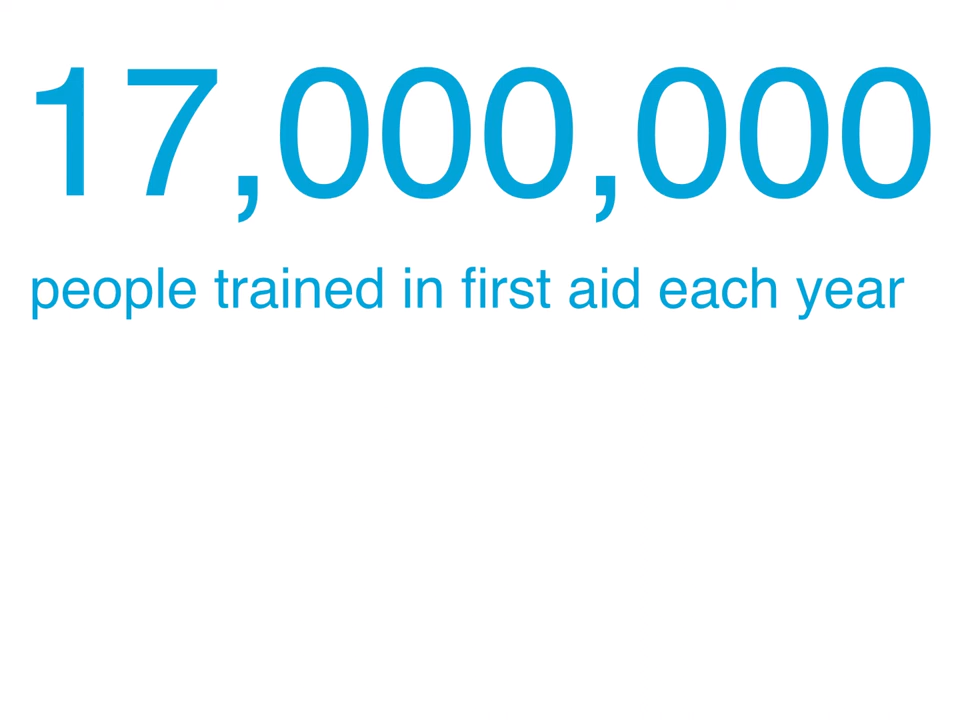 17,000,000
people trained in first aid each year